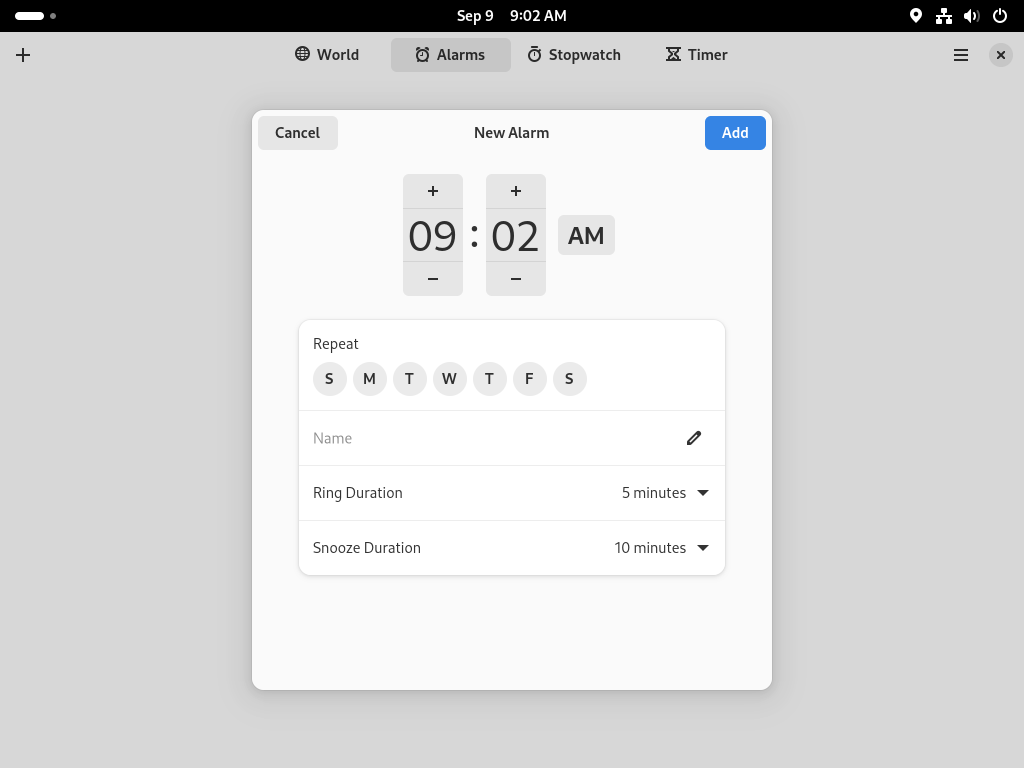 Sep 9 9:02 AM
World Alarms Stopwatch Timer
Cancel New Alarm Add
+ +
09 : 02 AM
− −
Repeat
S M T W T F S
Name
Ring Duration 5 minutes
Snooze Duration 10 minutes